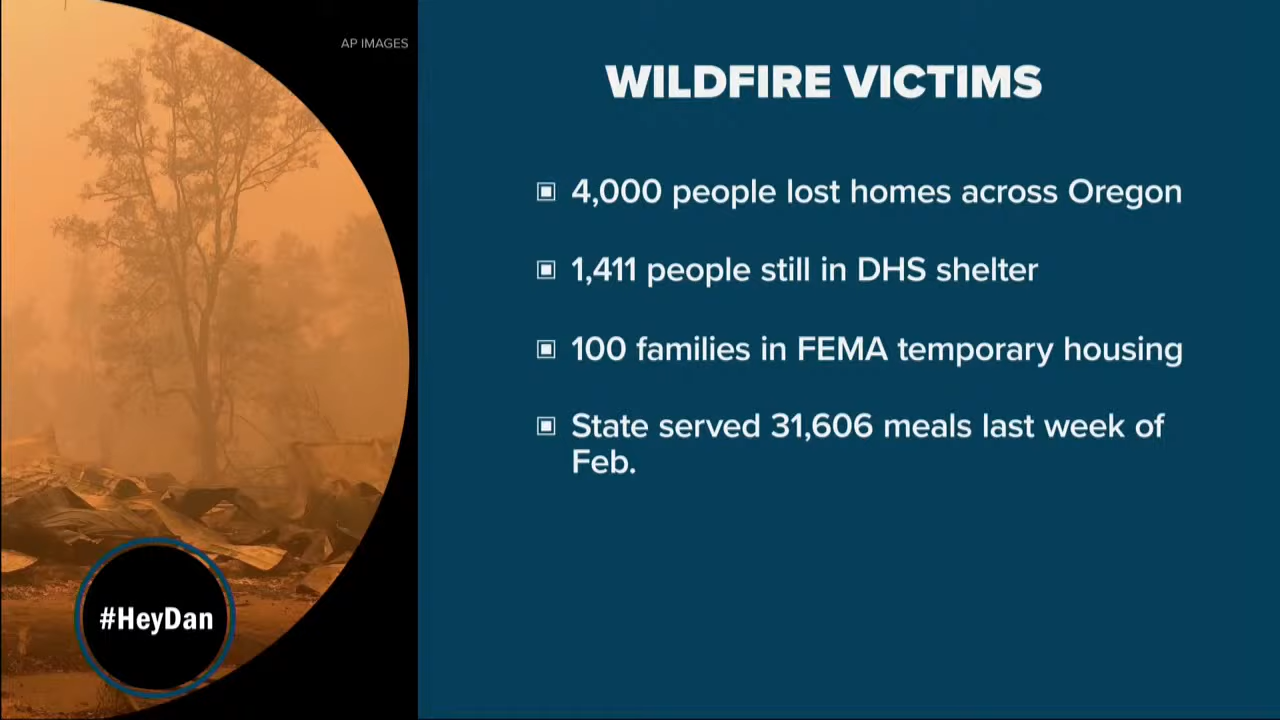 AP IMAGES
WILDFIRE VICTIMS
4,000 people lost homes across Oregon
1,411 people still in DHS shelter
100 families in FEMA temporary housing
State served 31,606 meals last week of
Feb.
#HeyDan